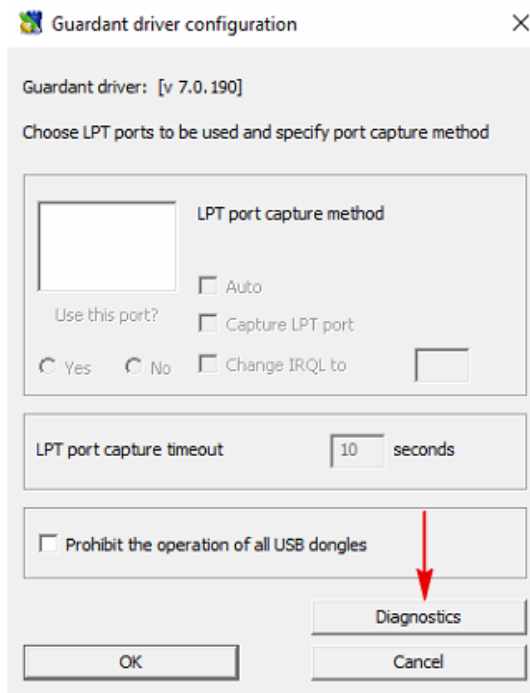 Guardant driver configuration
Guardant driver: [v 7.0.190]
Choose LPT ports to be used and specify port capture method
LPT port capture method
Auto
Use this port?
Capture LPT port
Yes No Change IRQL to
LPT port capture timeout 10 seconds
Prohibit the operation of all USB dongles
Diagnostics
OK Cancel